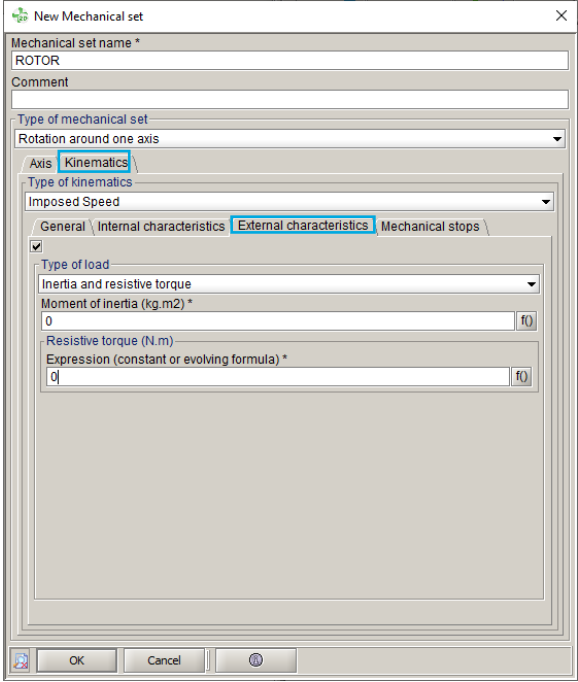 New Mechanical set
Mechanical set name *
ROTOR
Comment
Type of mechanical set
Rotation around one axis
Axis Kinematics
Type of kinematics
Imposed Speed
General Internal characteristics External characteristics Mechanical stops
Type of load
Inertia and resistive torque
Moment of inertia (kg.m2) *
0 f()
Resistive torque (N.m)
Expression (constant or evolving formula) *
0 f()
OK Cancel